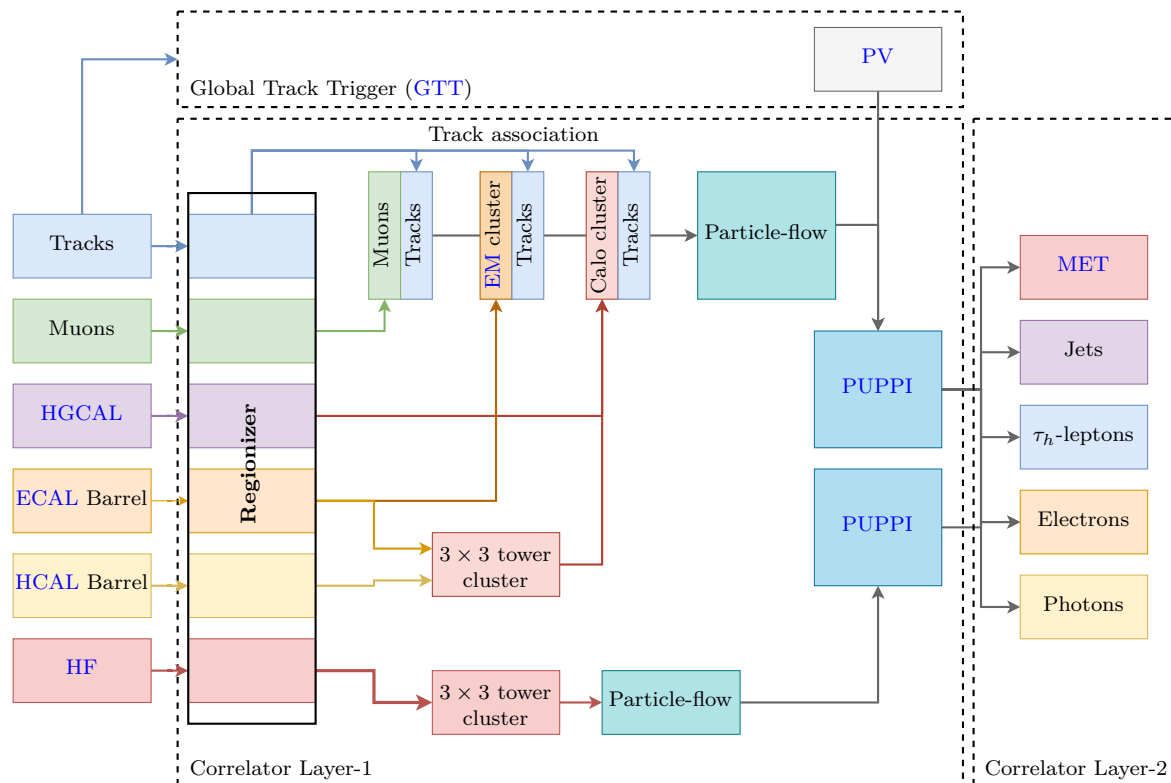 PV
Global Track Trigger (GTT)
Track association
Tracks
Muons
HGCAL
ECAL Barrel
HCAL Barrel
HF
Regionizer
Muons
Tracks
EM cluster
Tracks
Calo cluster
Tracks
Particle-flow
PUPPI
PUPPI
3 × 3 tower
cluster
3 × 3 tower
cluster
Particle-flow
Correlator Layer-1
MET
Jets
τh-leptons
Electrons
Photons
Correlator Layer-2